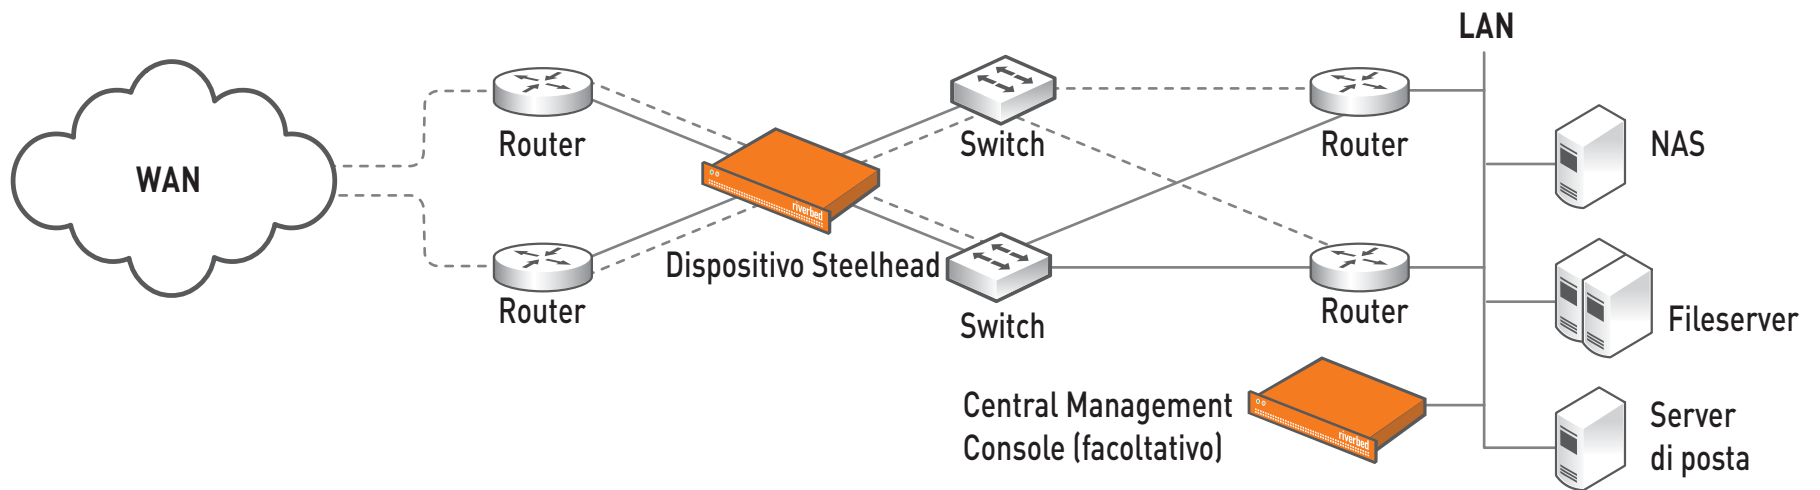 LAN
WAN
Router
Switch
Router
NAS
riverbed
Dispositivo Steelhead
Router
Switch
Router
Fileserver
Central Management
Console (facoltativo)
riverbed
Server
di posta